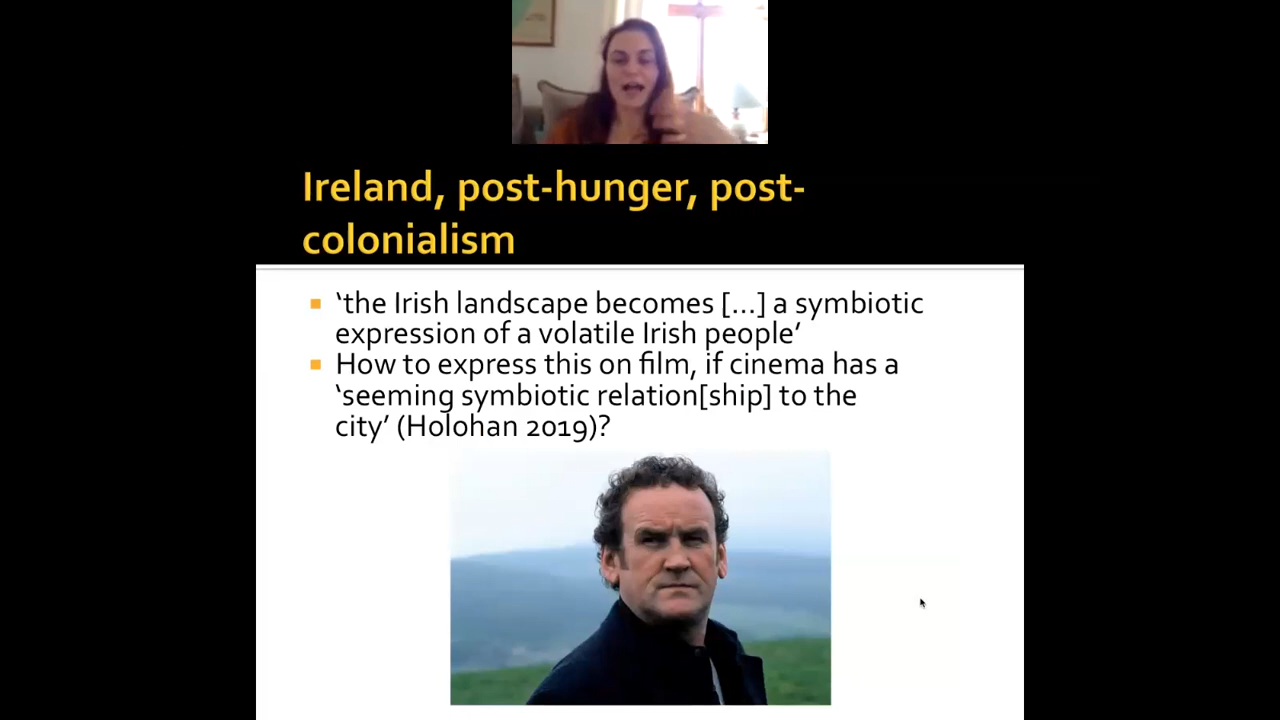 Ireland, post-hunger, post-
colonialism
‘the Irish landscape becomes [...] a symbiotic
expression of a volatile Irish people’
How to express this on film, if cinema has a
‘seeming symbiotic relation[ship] to the
city’ (Holohan 2019)?